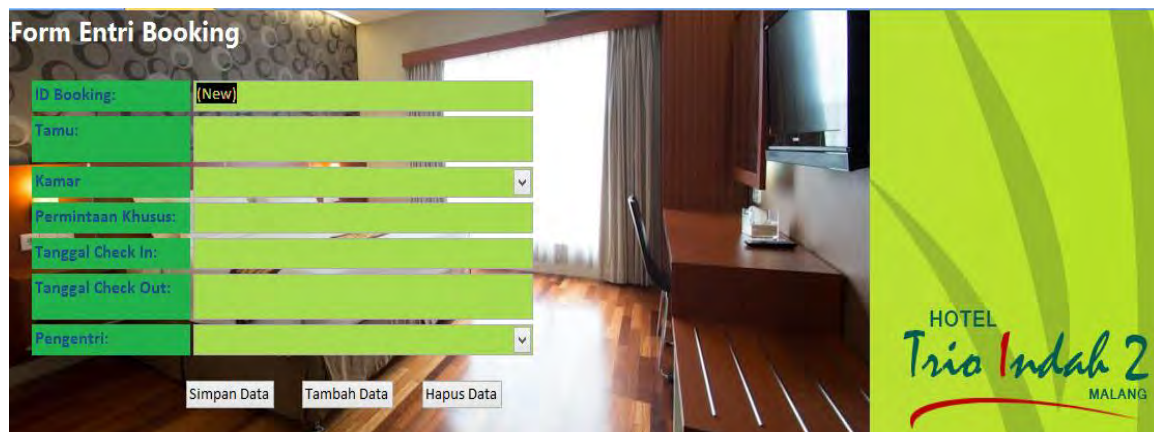 Form Entri Booking
ID Booking: (New)
Tamu:
Kamar
Permintaan Khusus:
Tanggal Check In:
Tanggal Check Out:
Pengentri:
Simpan Data Tambah Data Hapus Data
HOTEL
Trio Indah 2
MALANG